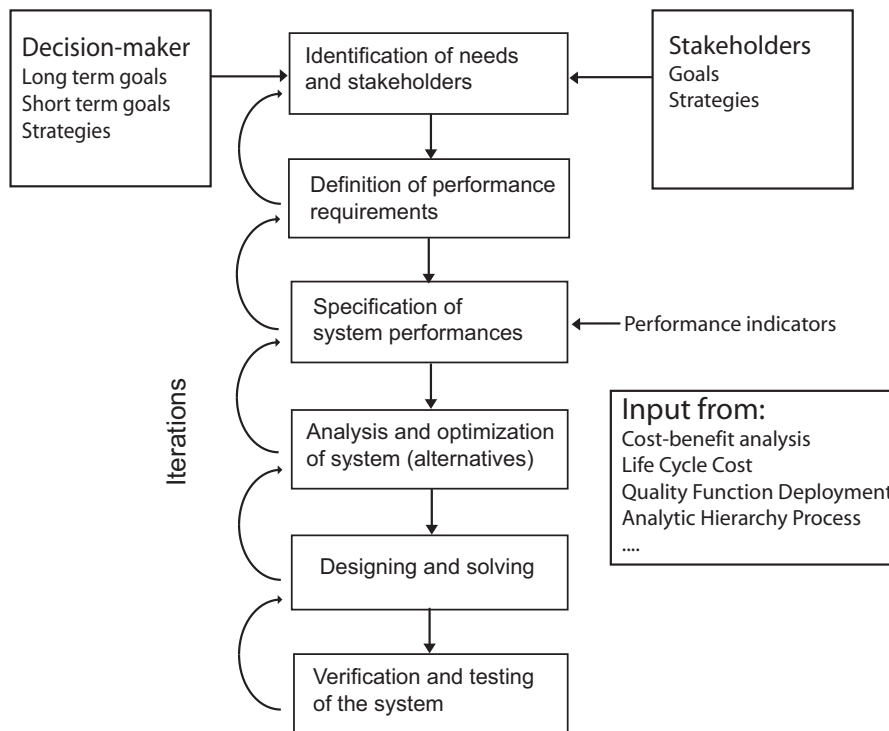 Decision-maker
Long term goals
Short term goals
Strategies
Identification of needs
and stakeholders
Stakeholders
Goals
Strategies
Definition of performance
requirements
Specification of
system performances
Performance indicators
Iterations
Analysis and optimization
of system (alternatives)
Input from:
Cost-benefit analysis
Life Cycle Cost
Quality Function Deployment
Analytic Hierarchy Process
....
Designing and solving
Verification and testing
of the system